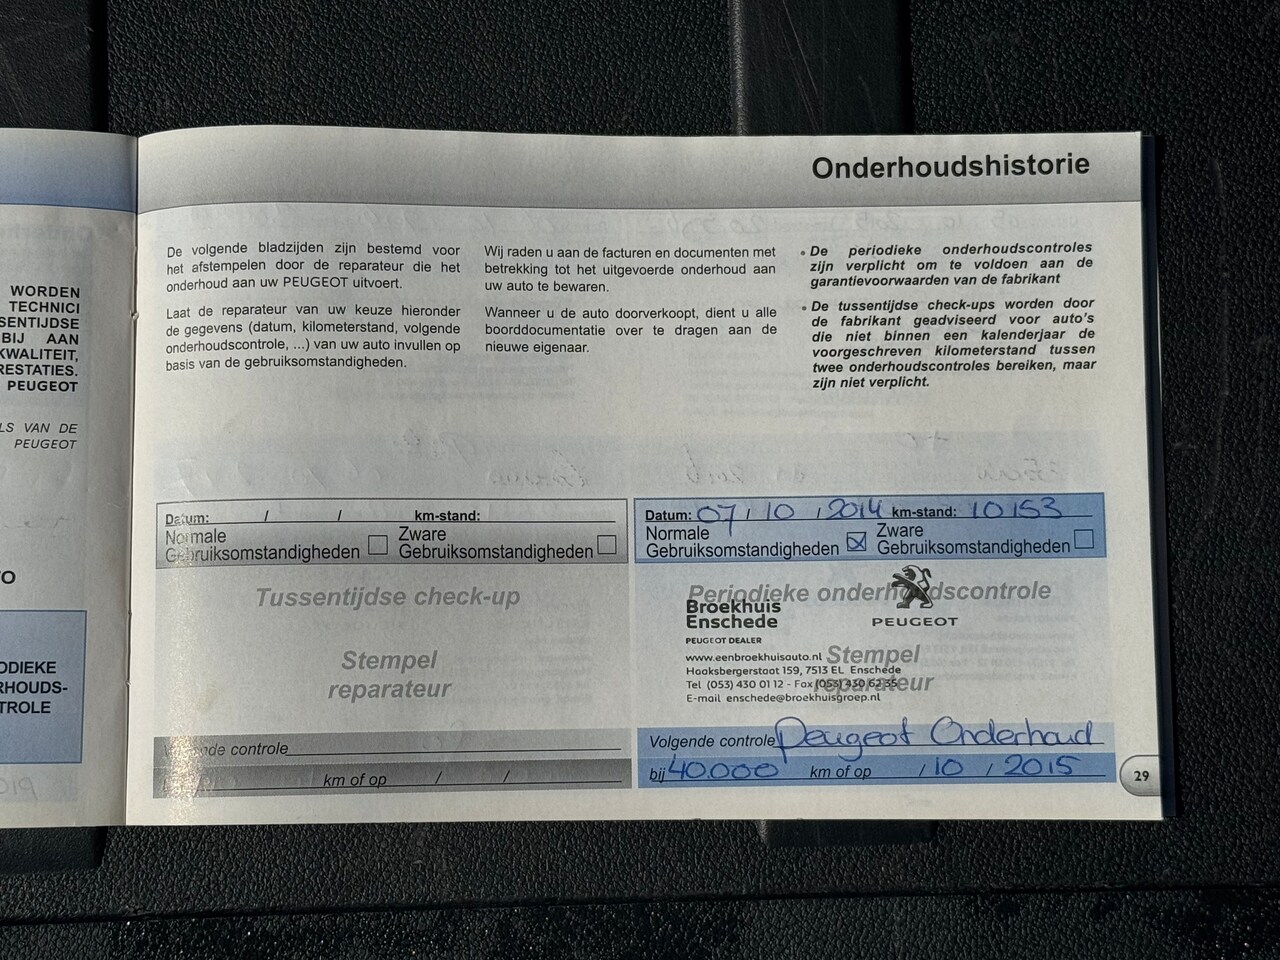 WORDEN
TECHNICI
SENTIJDSE
BIJ AAN
KWALITEIT,
RESTATIES.
PEUGEOT
LS VAN DE
PEUGEOT
ODIEKE
RHOUDS-
TROLE
Onderhoudshistorie
De volgende bladzijden zijn bestemd voor
het afstempelen door de reparateur die het
onderhoud aan uw PEUGEOT uitvoert.
Laat de reparateur van uw keuze hieronder
de gegevens (datum, kilometerstand, volgende
onderhoudscontrole, ...) van uw auto invullen op
basis van de gebruiksomstandigheden.
Wij raden u aan de facturen en documenten met
betrekking tot het uitgevoerde onderhoud aan
uw auto te bewaren.
Wanneer u de auto doorverkoopt, dient u alle
boorddocumentatie over te dragen aan de
nieuwe eigenaar.
• De periodieke onderhoudscontroles
zijn verplicht om te voldoen aan de
garantievoorwaarden van de fabrikant
• De tussentijdse check-ups worden door
de fabrikant geadviseerd voor auto's
die niet binnen een kalenderjaar de
voorgeschreven kilometerstand tussen
twee onderhoudscontroles bereiken, maar
zijn niet verplicht.
Datum: / / km-stand:
Normale
Gebruiksomstandigheden
Zware
Gebruiksomstandigheden
Tussentijdse check-up
Stempel
reparateur
Volgende controle
km of op / /
Datum: 07 / 10 / 2014 km-stand: 10153
Normale
Gebruiksomstandigheden
Zware
Gebruiksomstandigheden
Periodieke onderhoudscontrole
Broekhuis
Enschede
PEUGEOT
PEUGEOT DEALER
Stempel
reparateur
www.eenbroekhuisauto.nl
Haaksbergerstraat 159, 7513 EL Enschede
Tel (053) 430 01 12 - Fax (053) 430 62 35
E-mail enschede@broekhuisgroep.nl
Volgende controle Peugeot Onderhoud
bij 40.000 km of op / 10 / 2015
29